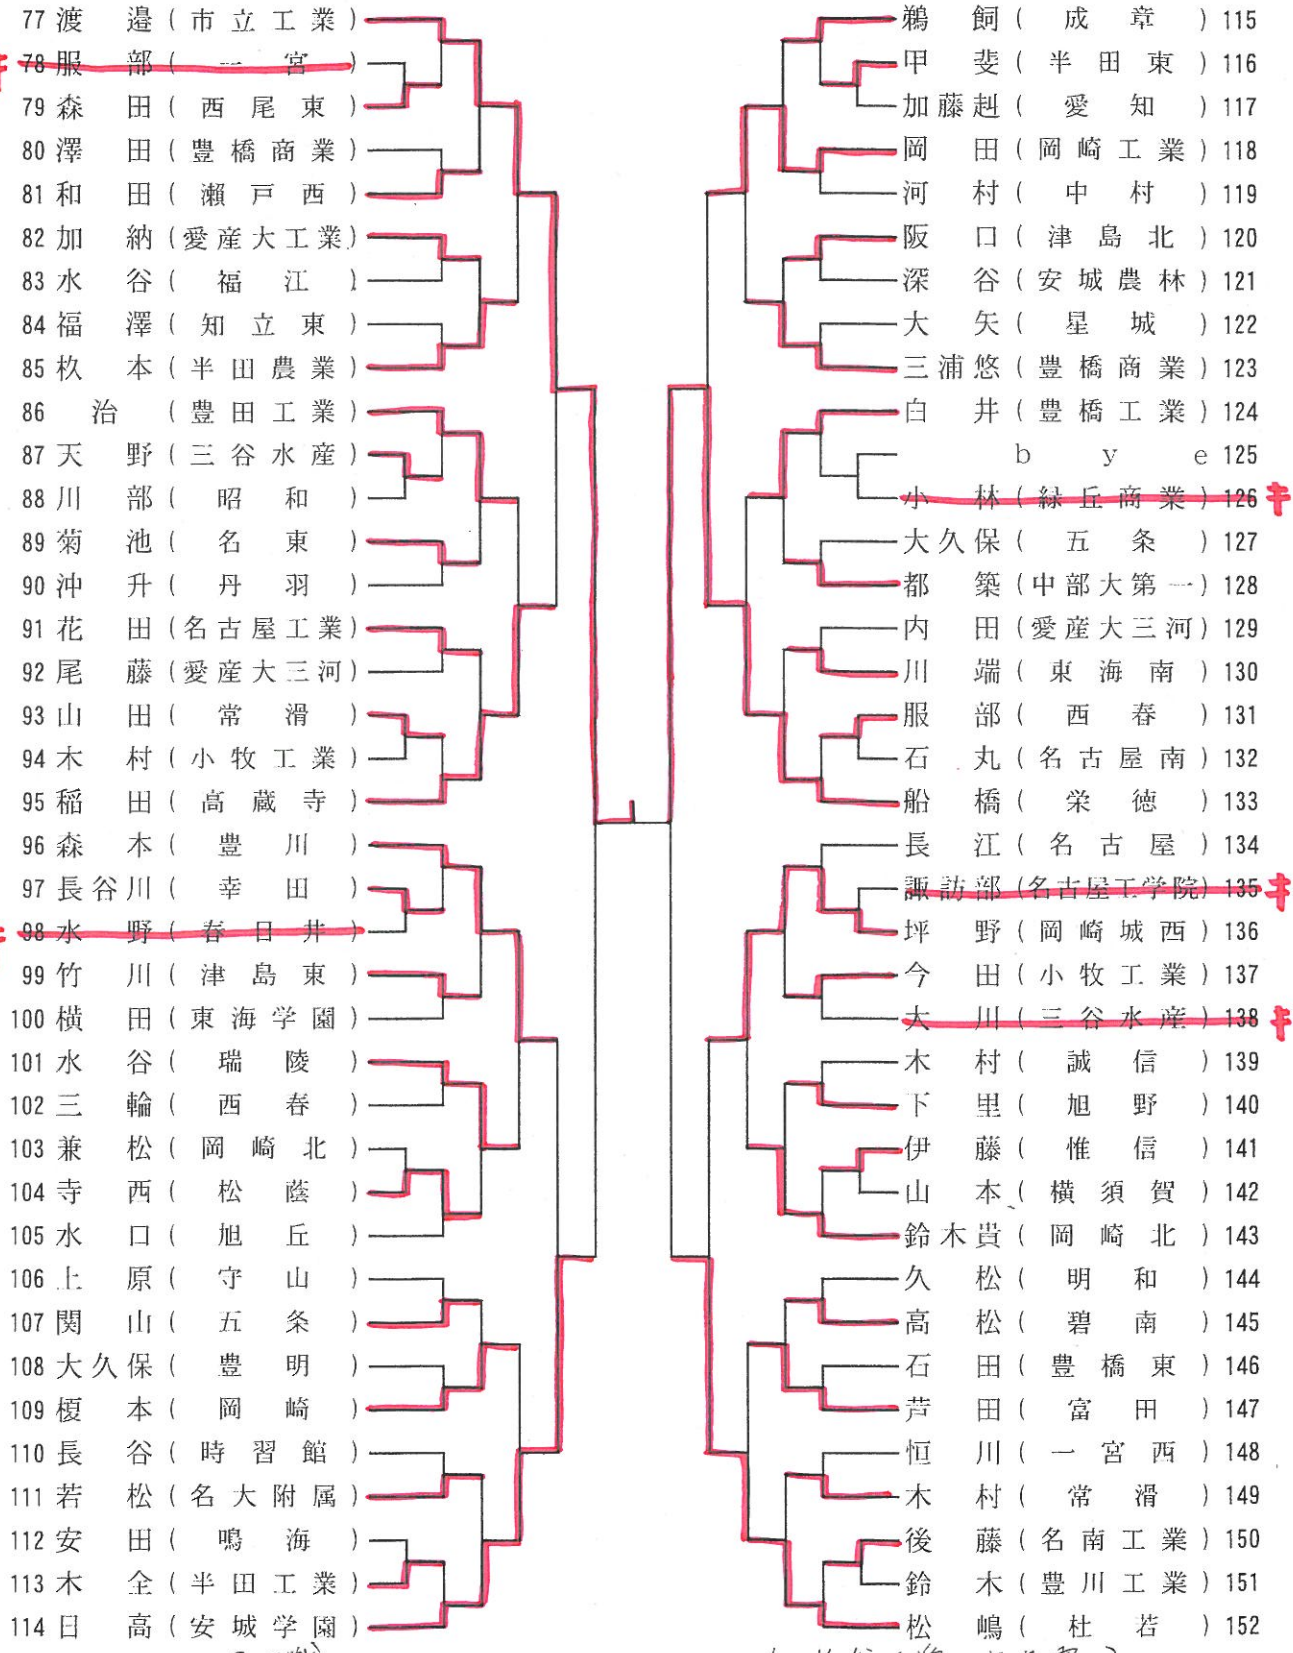 77 渡邉(市立工業)
78 服部(一宮)
79 森田(西尾東)
80 澤田(豊橋商業)
81 和田(瀬戸西)
82 加納(愛産大工業)
83 水谷(福江)
84 福澤(知立東)
85 杁本(半田農業)
86 治(豊田工業)
87 天野(三谷水産)
88 川部(昭和)
89 菊池(名東)
90 沖升(丹羽)
91 花田(名古屋工業)
92 尾藤(愛産大三河)
93 山田(常滑)
94 木村(小牧工業)
95 稲田(高蔵寺)
96 森本(豊川)
97 長谷川(幸田)
98 水野(春日井)
99 竹川(津島東)
100 横田(東海学園)
101 水谷(瑞陵)
102 三輪(西春)
103 兼松(岡崎北)
104 寺西(松蔭)
105 水口(旭丘)
106 上原(守山)
107 関山(五条)
108 大久保(豊明)
109 榎本(岡崎)
110 長谷(時習館)
111 若松(名大附属)
112 安田(鳴海)
113 木全(半田工業)
114 日高(安城学園)
鵜飼(成章)115
甲斐(半田東)116
加藤赳(愛知)117
岡田(岡崎工業)118
河村(中村)119
阪口(津島北)120
深谷(安城農林)121
大矢(星城)122
三浦悠(豊橋商業)123
白井(豊橋工業)124
bye 125
小林(緑丘商業)126 キ
大久保(五条)127
都築(中部大第一)128
内田(愛産大三河)129
川端(東海南)130
服部(西春)131
石丸(名古屋南)132
船橋(栄徳)133
長江(名古屋)134
諏訪部(名古屋工学院)135 キ
坪野(岡崎城西)136
今田(小牧工業)137
大川(三谷水産)138 キ
木村(誠信)139
下里(旭野)140
伊藤(惟信)141
山本(横須賀)142
鈴木貴(岡崎北)143
久松(明和)144
高松(碧南)145
石田(豊橋東)146
芦田(富田)147
恒川(一宮西)148
木村(常滑)149
後藤(名南工業)150
鈴木(豊川工業)151
松嶋(杜若)152